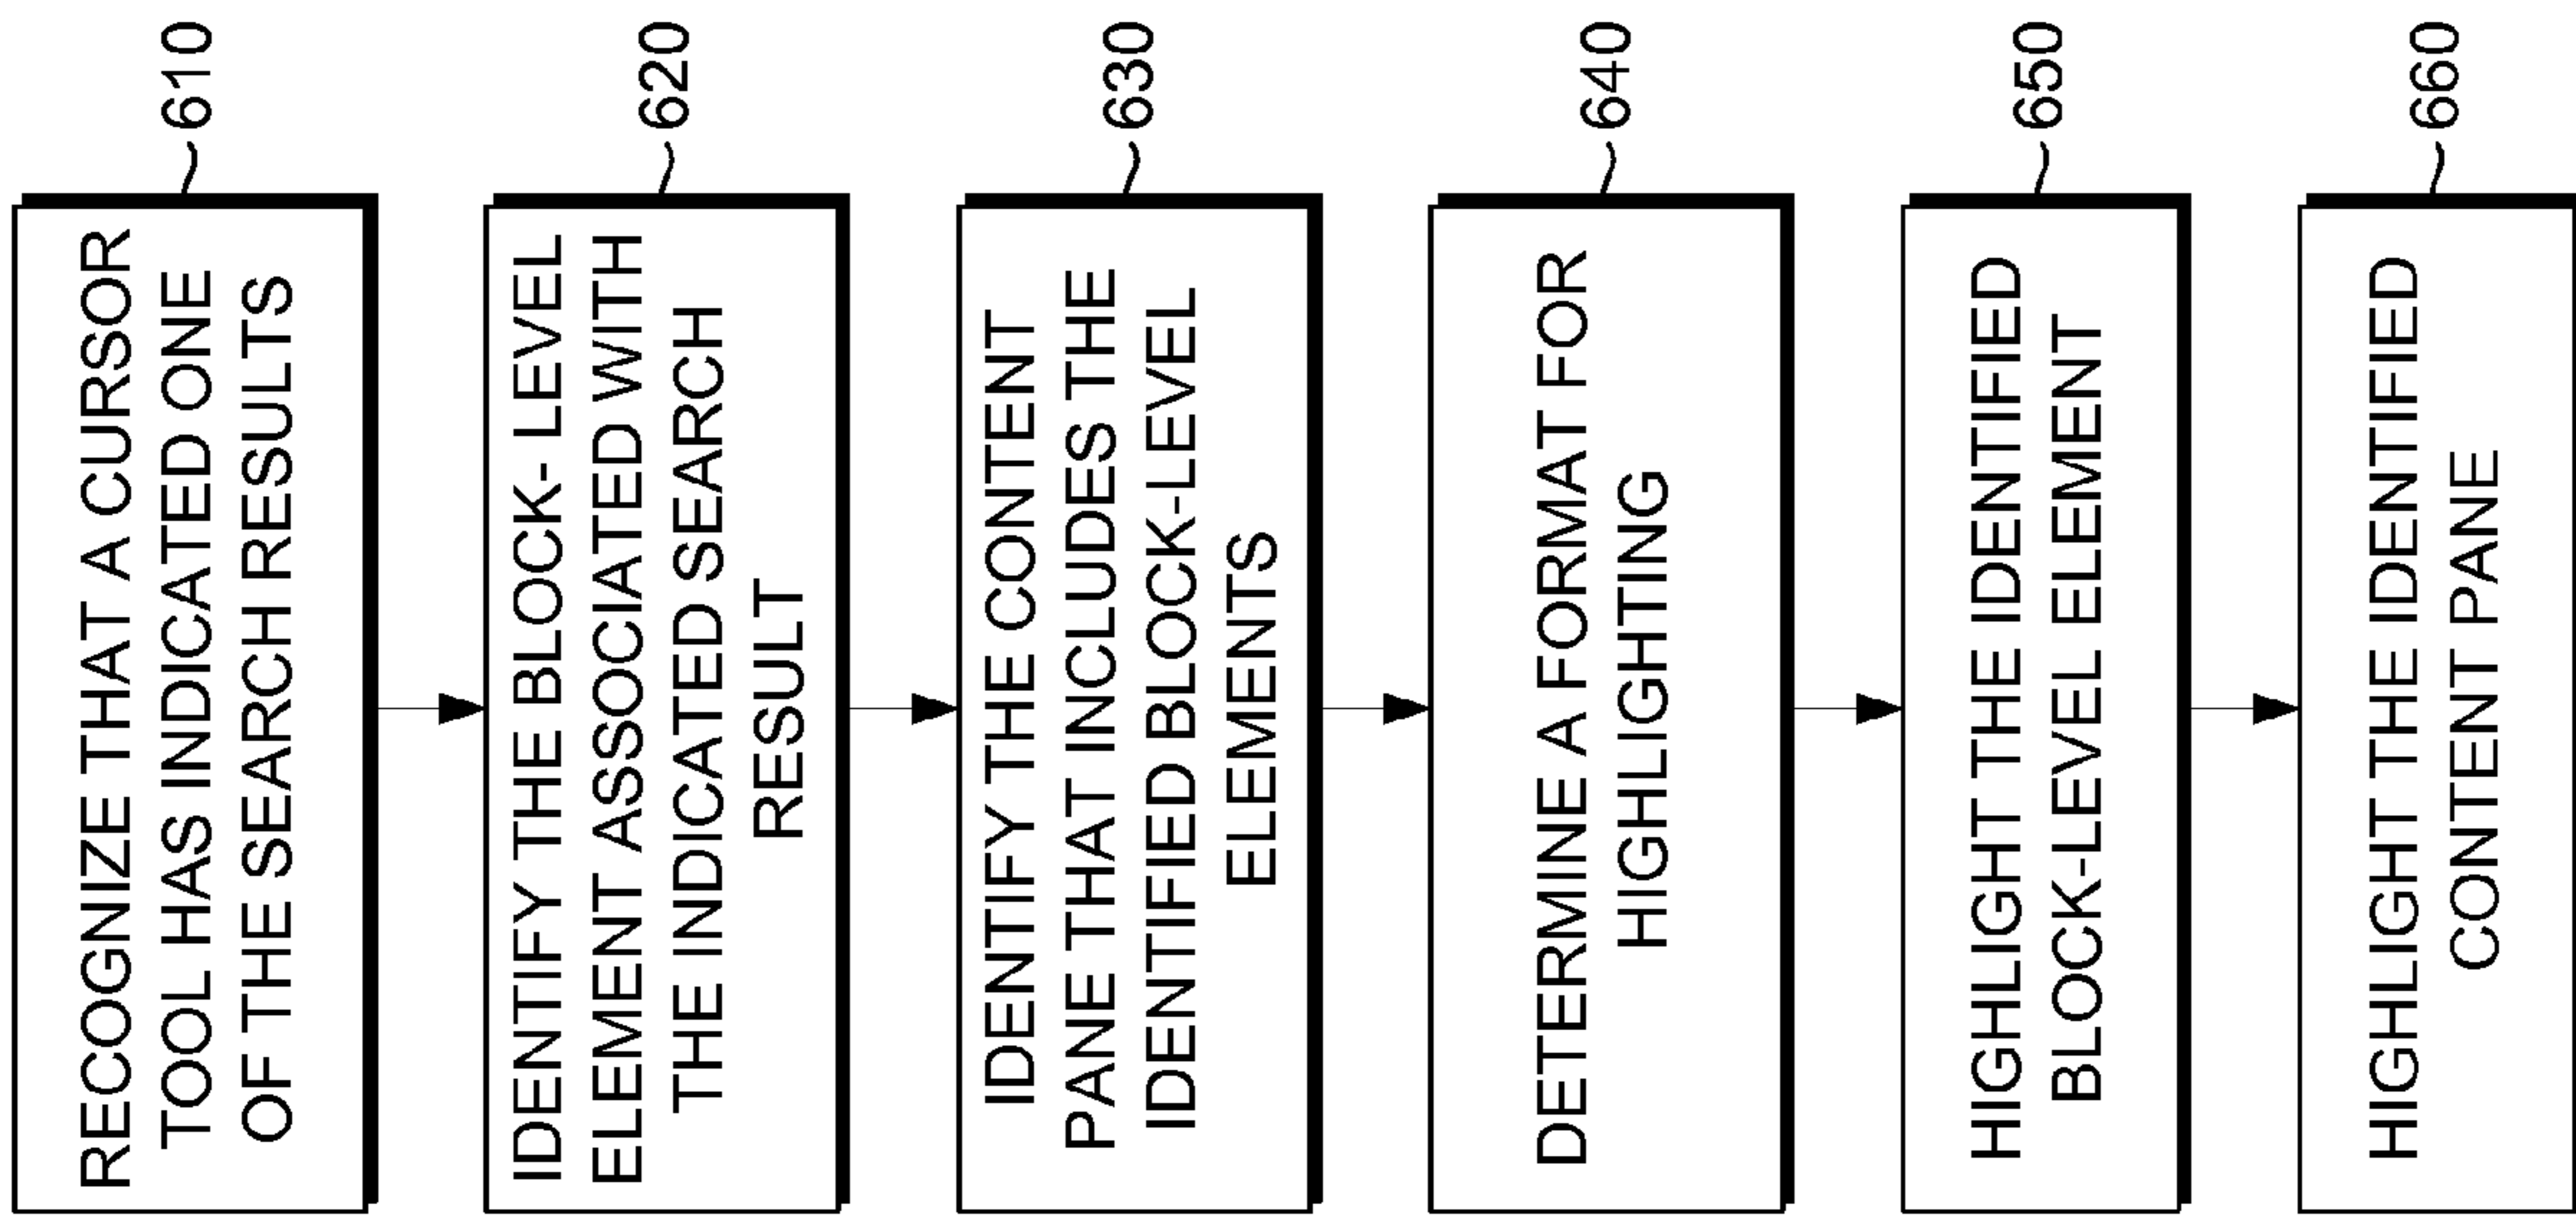 RECOGNIZE THAT A CURSOR
TOOL HAS INDICATED ONE
OF THE SEARCH RESULTS
610
IDENTIFY THE BLOCK- LEVEL
ELEMENT ASSOCIATED WITH
THE INDICATED SEARCH
RESULT
620
IDENTIFY THE CONTENT
PANE THAT INCLUDES THE
IDENTIFIED BLOCK-LEVEL
ELEMENTS
630
DETERMINE A FORMAT FOR
HIGHLIGHTING
640
HIGHLIGHT THE IDENTIFIED
BLOCK-LEVEL ELEMENT
650
HIGHLIGHT THE IDENTIFIED
CONTENT PANE
660